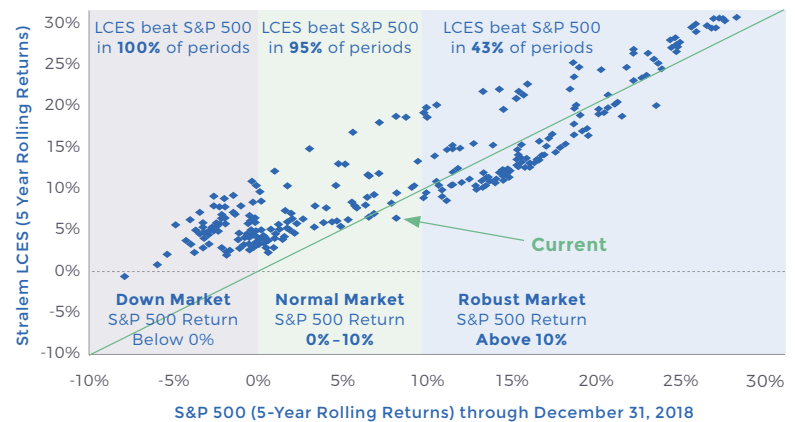 LCES beat S&P 500
in 100% of periods
LCES beat S&P 500
in 95% of periods
LCES beat S&P 500
in 43% of periods
30%
25%
20%
15%
10%
5%
0%
-5%
-10%
Stralem LCES (5 Year Rolling Returns)
Current
Down Market
S&P 500 Return
Below 0%
Normal Market
S&P 500 Return
0%–10%
Robust Market
S&P 500 Return
Above 10%
-10%
-5%
0%
5%
10%
15%
20%
25%
30%
S&P 500 (5-Year Rolling Returns) through December 31, 2018